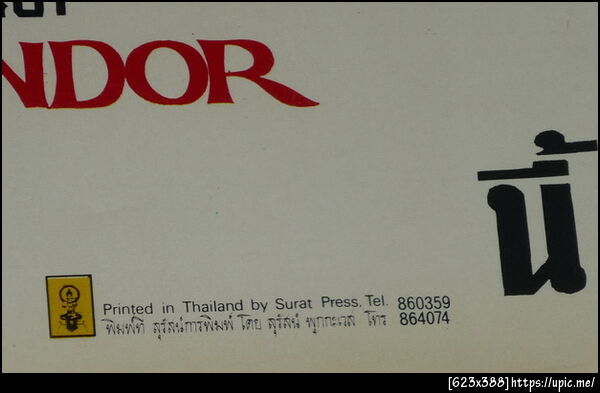 NDOR
นี้
Printed in Thailand by Surat Press. Tel. 860359
พิมพ์ที่ สุรัสน์การพิมพ์ โดย สุรัสน์ พุกกะเวส โทร 864074
[623x388]https://upic.me/